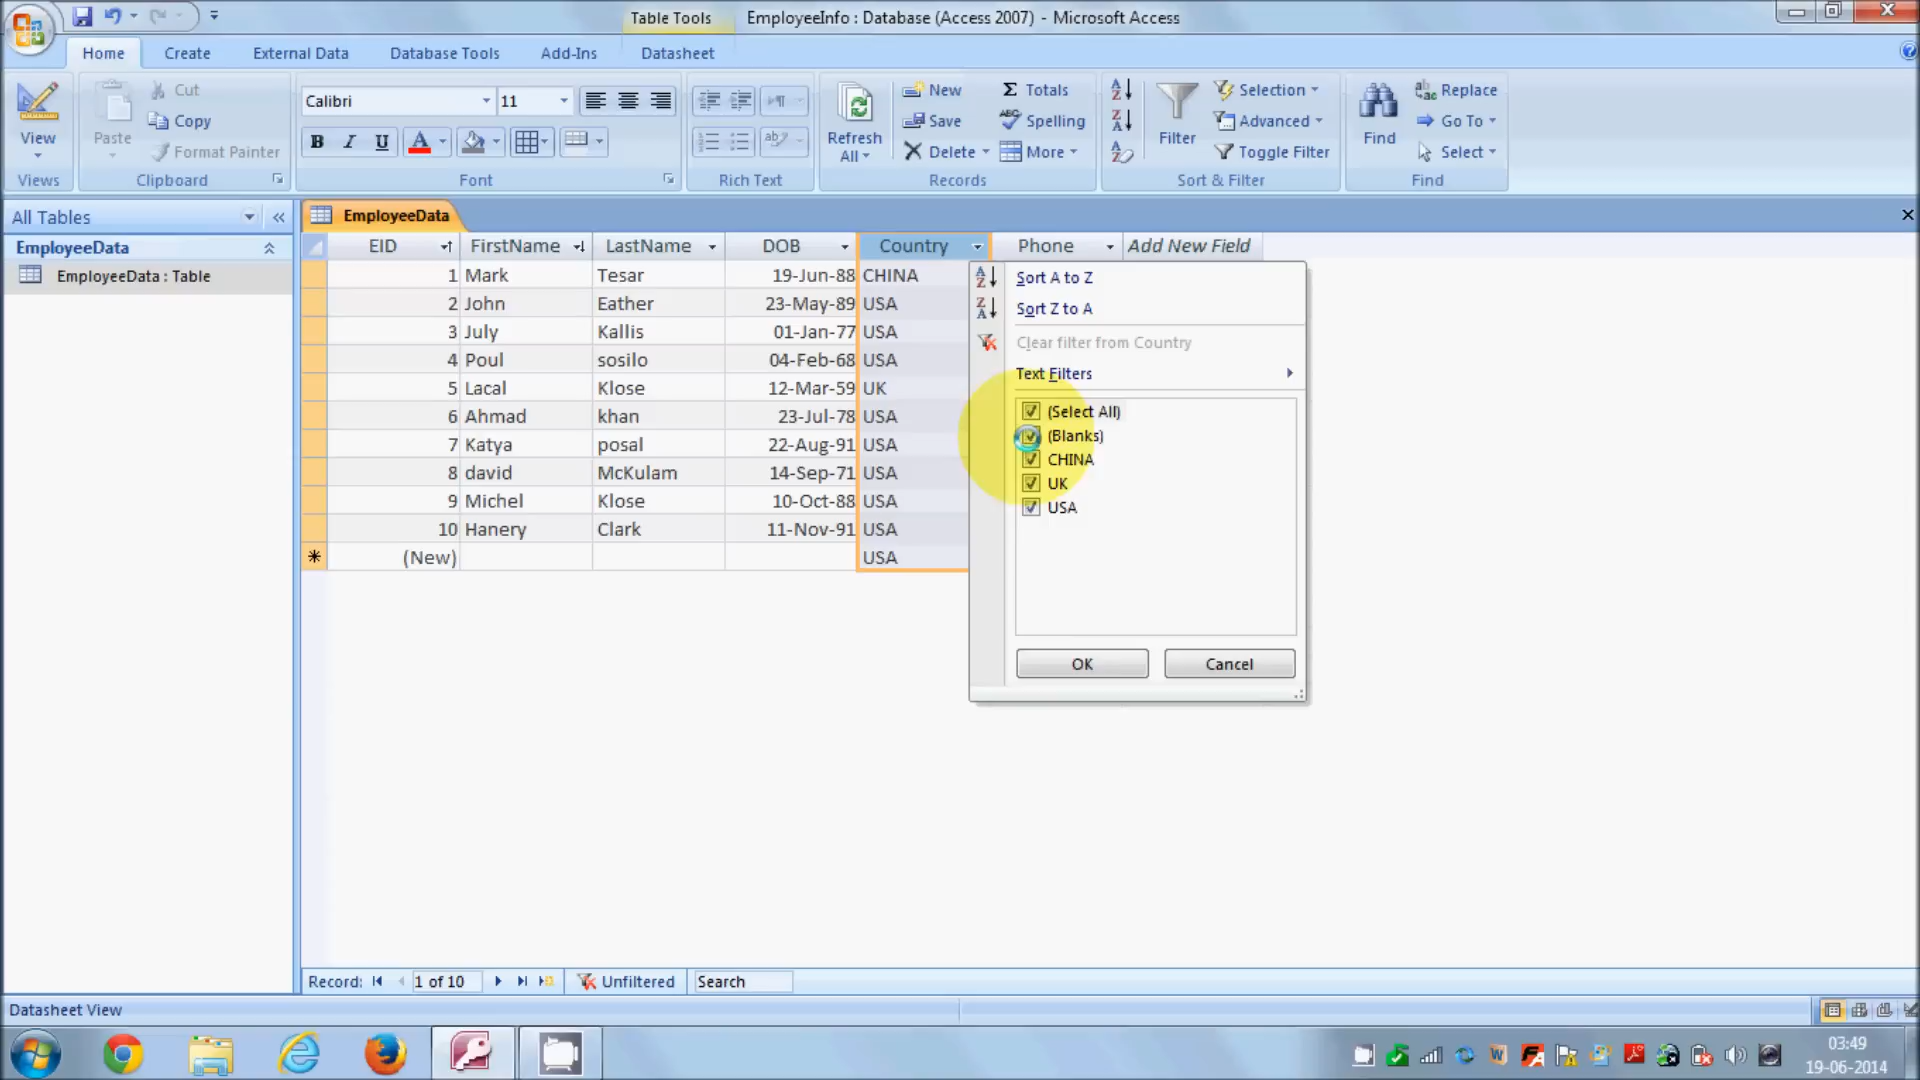 Table Tools EmployeeInfo : Database (Access 2007) - Microsoft Access
Home Create External Data Database Tools Add-Ins Datasheet
View
Views
Paste
Cut
Copy
Format Painter
Clipboard
Calibri 11
B I U A
Font
Rich Text
Refresh All
New
Save
Delete
Totals
Spelling
More
Records
Filter
Selection
Advanced
Toggle Filter
Sort & Filter
Find
Replace
Go To
Select
Find
All Tables
EmployeeData
EmployeeData : Table
EmployeeData
EID FirstName LastName DOB Country Phone Add New Field
1 Mark Tesar 19-Jun-88 CHINA
2 John Eather 23-May-89 USA
3 July Kallis 01-Jan-77 USA
4 Poul sosilo 04-Feb-68 USA
5 Lacal Klose 12-Mar-59 UK
6 Ahmad khan 23-Jul-78 USA
7 Katya posal 22-Aug-91 USA
8 david McKulam 14-Sep-71 USA
9 Michel Klose 10-Oct-88 USA
10 Hanery Clark 11-Nov-91 USA
(New) USA
Sort A to Z
Sort Z to A
Clear filter from Country
Text Filters
(Select All)
(Blanks)
CHINA
UK
USA
OK Cancel
Record: 1 of 10 Unfiltered Search
Datasheet View
03:49
19-06-2014